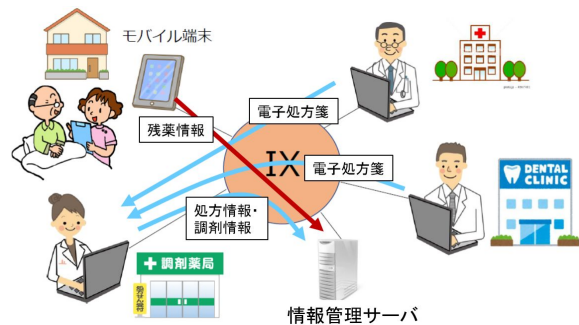 モバイル端末
残薬情報
電子処方箋
IX
電子処方箋
DENTAL
CLINIC
処方情報・
調剤情報
調剤薬局
情報管理サーバ